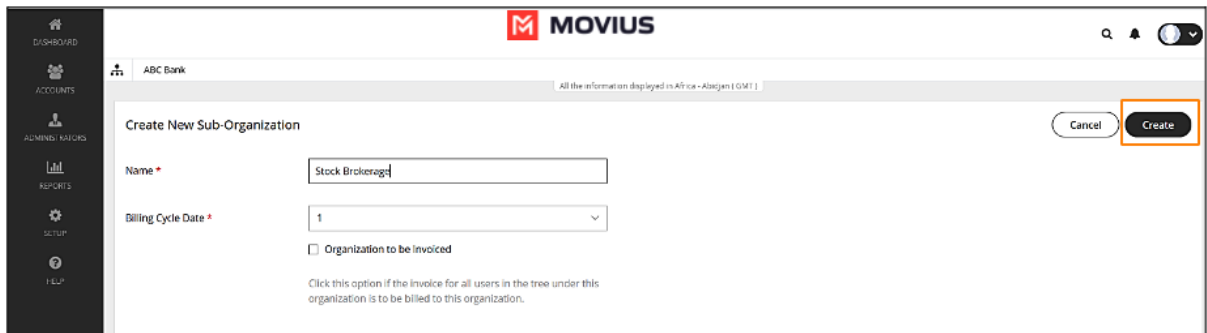 MOVIUS
DASHBOARD
ABC Bank
ACCOUNTS
All the information displayed in Africa - Abidjan ( GMT )
Create New Sub-Organization
Cancel
Create
ADMINISTRATORS
Name *
Stock Brokerage
REPORTS
Billing Cycle Date *
1
SETUP
Organization to be Invoiced
HELP
Click this option if the invoice for all users in the tree under this
organization is to be billed to this organization.